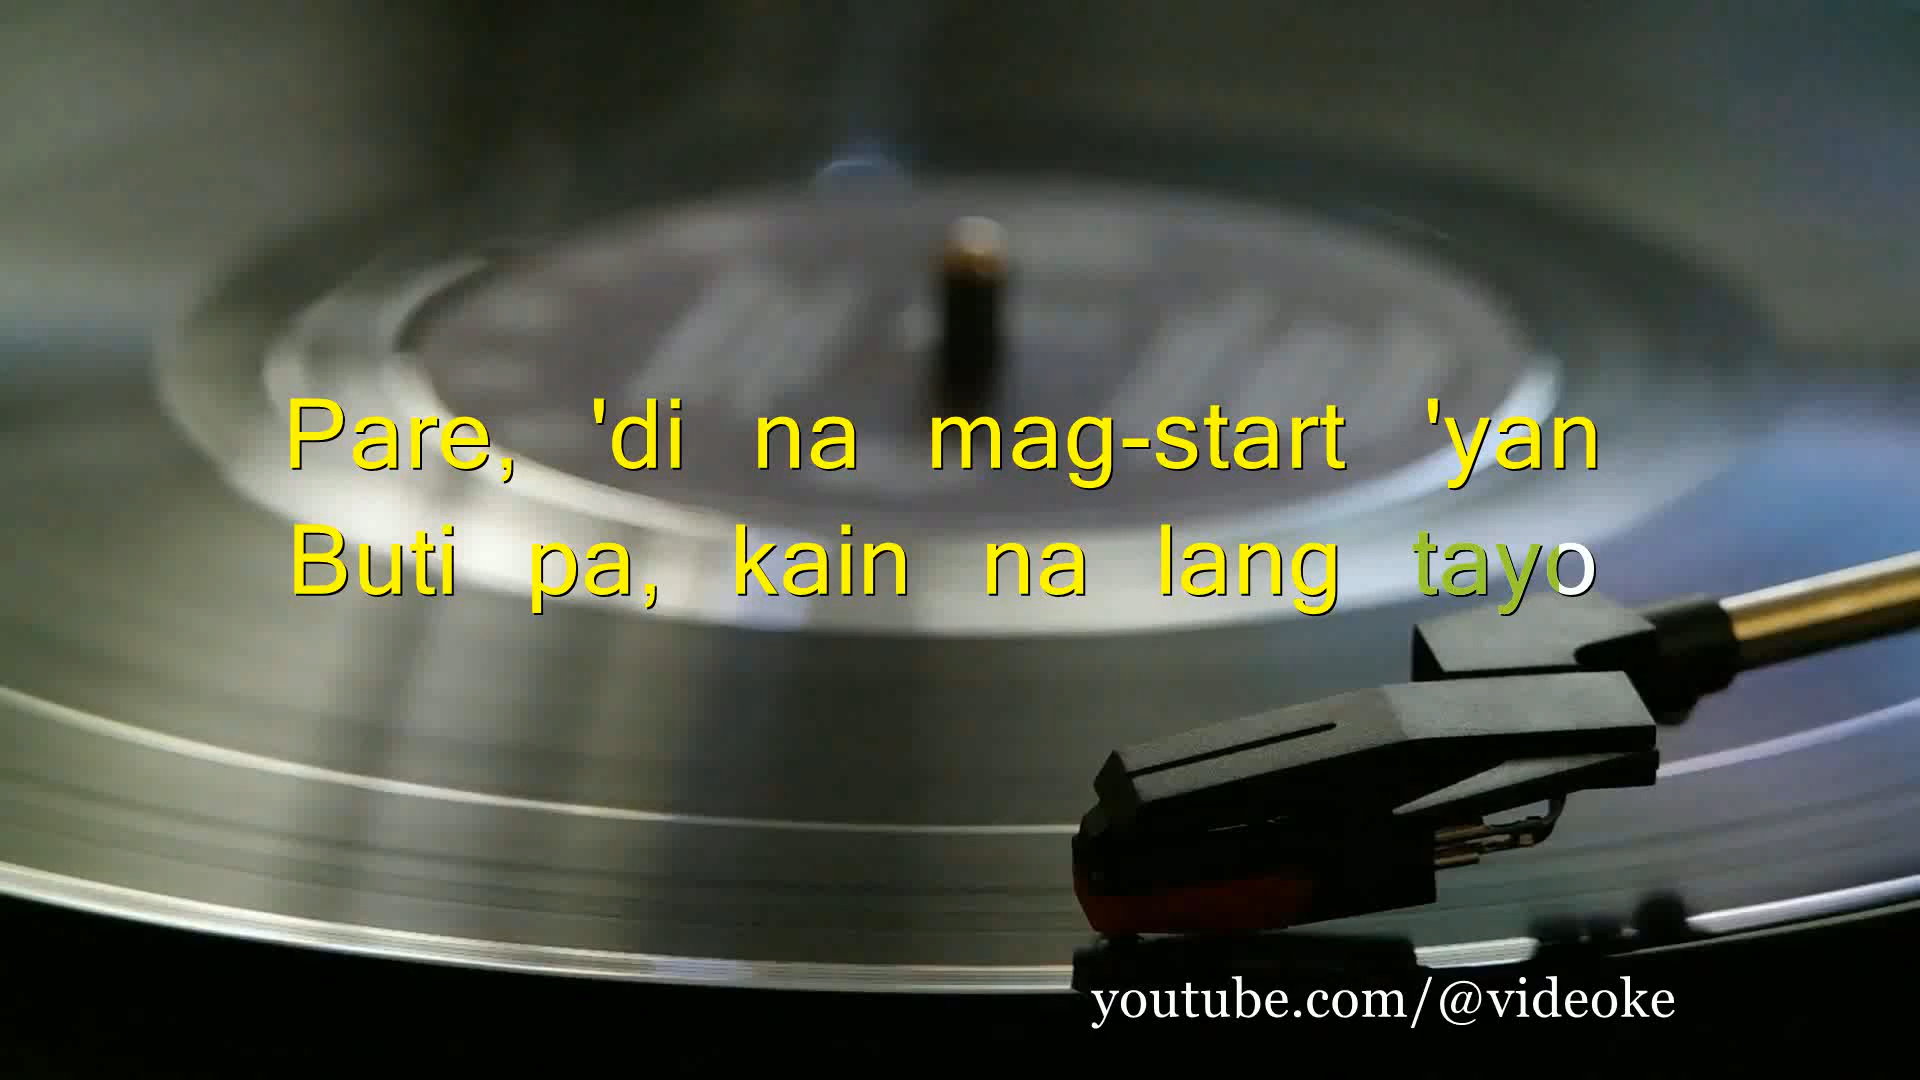 Pare, 'di na mag-start 'yan
Buti pa, kain na lang tayo
youtube.com/@videoke